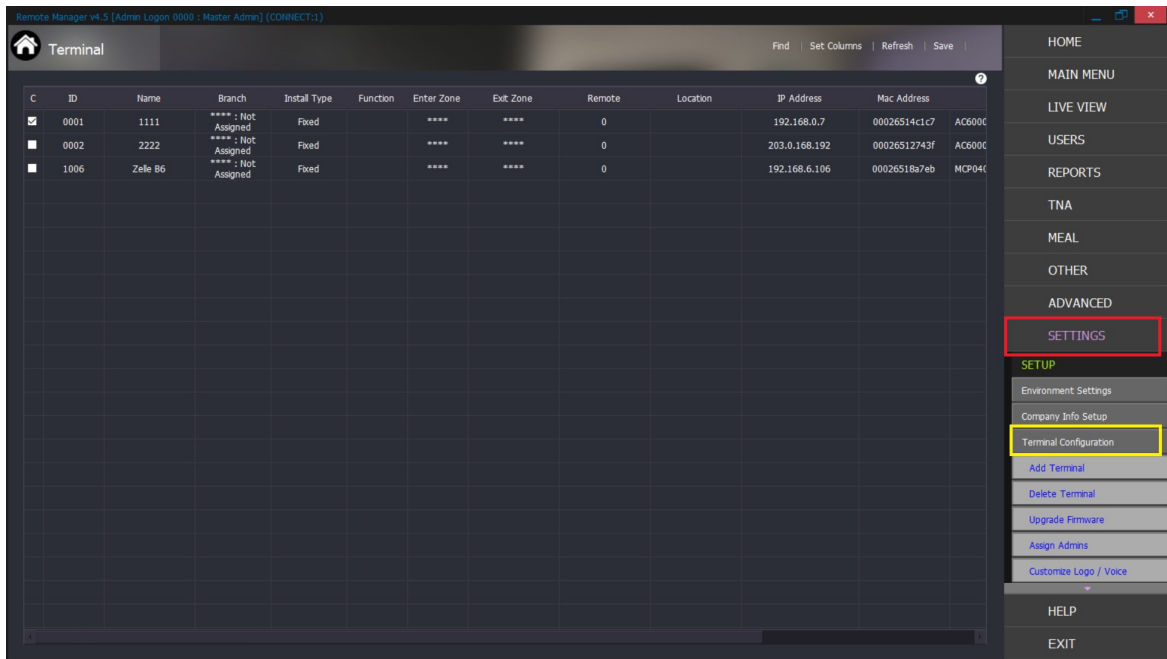 Remote Manager v4.5 [Admin Logon 0000 : Master Admin] (CONNECT:1)
Terminal
Find | Set Columns | Refresh | Save |
?
C ID Name Branch Install Type Function Enter Zone Exit Zone Remote Location IP Address Mac Address
0001 1111 **** : Not Assigned Fixed **** **** 0 192.168.0.7 00026514c1c7 AC6000
0002 2222 **** : Not Assigned Fixed **** **** 0 203.0.168.192 00026512743f AC6000
1006 Zelle B6 **** : Not Assigned Fixed **** **** 0 192.168.6.106 00026518a7eb MCP040
HOME
MAIN MENU
LIVE VIEW
USERS
REPORTS
TNA
MEAL
OTHER
ADVANCED
SETTINGS
SETUP
Environment Settings
Company Info Setup
Terminal Configuration
Add Terminal
Delete Terminal
Upgrade Firmware
Assign Admins
Customize Logo / Voice
HELP
EXIT